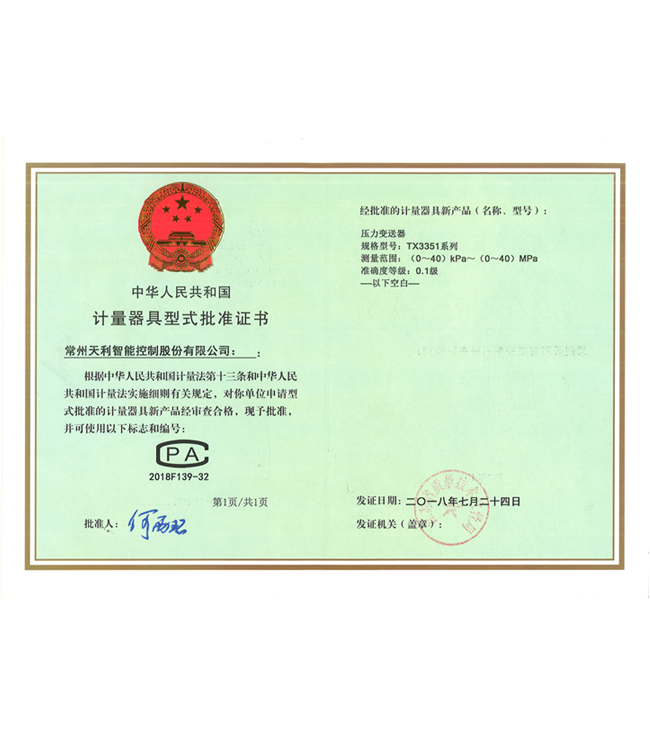 中华人民共和国
计量器具型式批准证书
常州天利智能控制股份有限公司： ：
根据中华人民共和国计量法第十三条和中华人民
共和国计量法实施细则有关规定，对你单位申请型
式批准的计量器具新产品经审查合格，现予批准，
并可使用以下标志和编号：
CPA
2018F139-32
第1页/共1页
批准人：
经批准的计量器具新产品（名称、型号）：
压力变送器
规格型号：TX3351系列
测量范围：（0～40）kPa～（0～40）MPa
准确度等级：0.1级
──以下空白──
发证日期：二〇一八年七月二十四日
发证机关（盖章）：